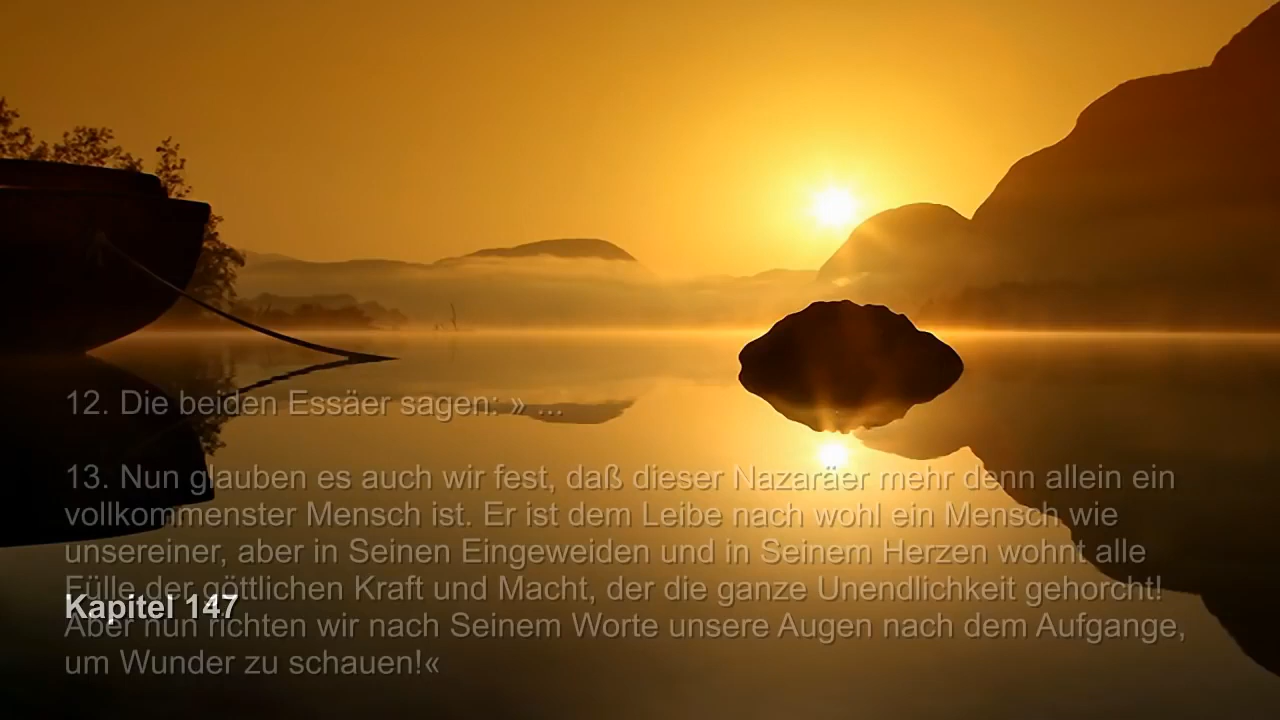 12. Die beiden Essäer sagen: » ...
13. Nun glauben es auch wir fest, daß dieser Nazaräer mehr denn allein ein
vollkommenster Mensch ist. Er ist dem Leibe nach wohl ein Mensch wie
unsereiner, aber in Seinen Eingeweiden und in Seinem Herzen wohnt alle
Fülle der göttlichen Kraft und Macht, der die ganze Unendlichkeit gehorcht!
Kapitel 147
Aber nun richten wir nach Seinem Worte unsere Augen nach dem Aufgange,
um Wunder zu schauen!«